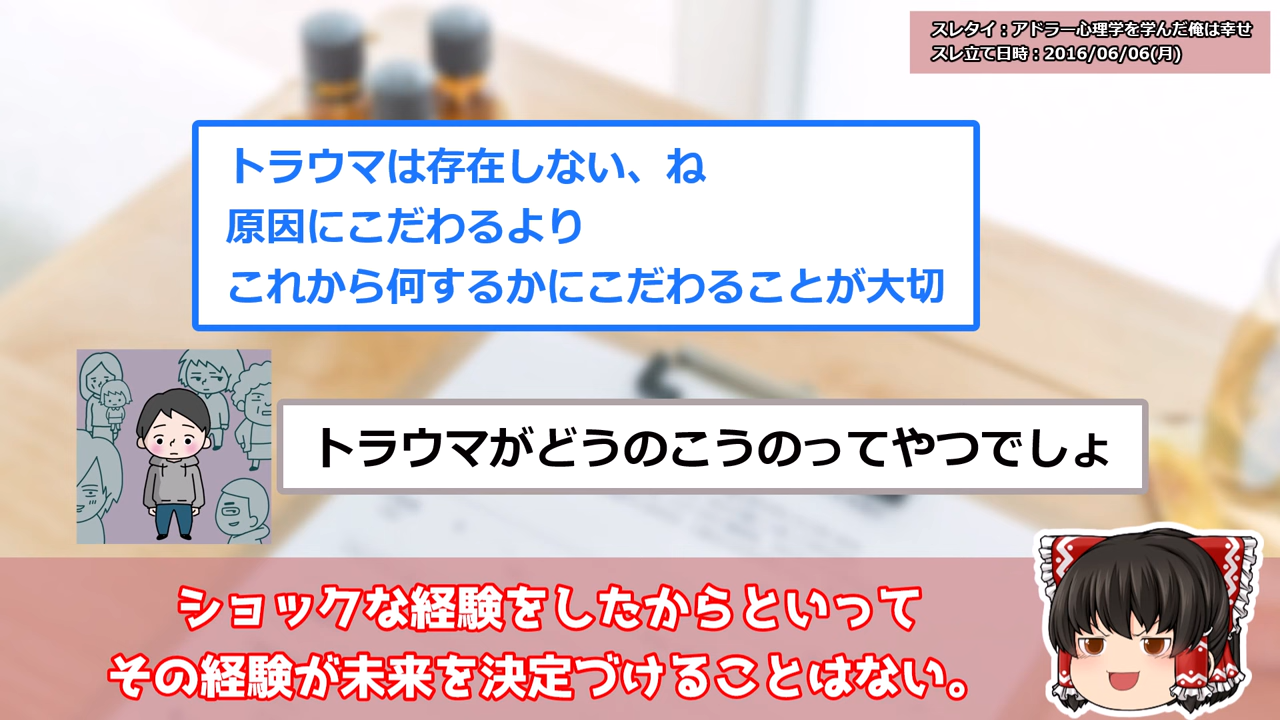 スレタイ：アドラー心理学を学んだ俺は幸せ
スレ立て日時：2016/06/06(月)
トラウマは存在しない、ね
原因にこだわるより
これから何するかにこだわることが大切
トラウマがどうのこうのってやつでしょ
ショックな経験をしたからといって
その経験が未来を決定づけることはない。